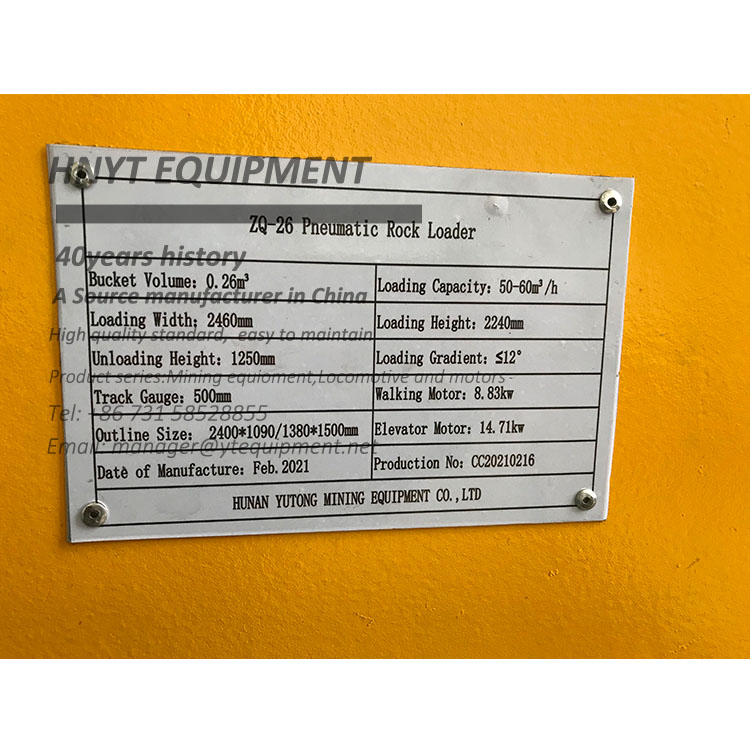 HNYT EQUIPMENT
ZQ-26 Pneumatic Rock Loader
40years history
Bucket Volume: 0.26m³
Loading Capacity: 50-60m³/h
A Source manufacturer in China
Loading Width: 2460mm
Loading Height: 2240mm
High quality standard, easy to maintain
Unloading Height: 1250mm
Loading Gradient: ≤12°
Product series:Mining equioment,Locomotive and motors
Track Gauge: 500mm
Walking Motor: 8.83kw
Tel: +86 731 58528855
Outline Size: 2400*1090/1380*1500mm
Elevator Motor: 14.71kw
Email: manager@ytequipment.net
Date of Manufacture: Feb.2021
Production No: CC20210216
HUNAN YUTONG MINING EQUIPMENT CO.,LTD